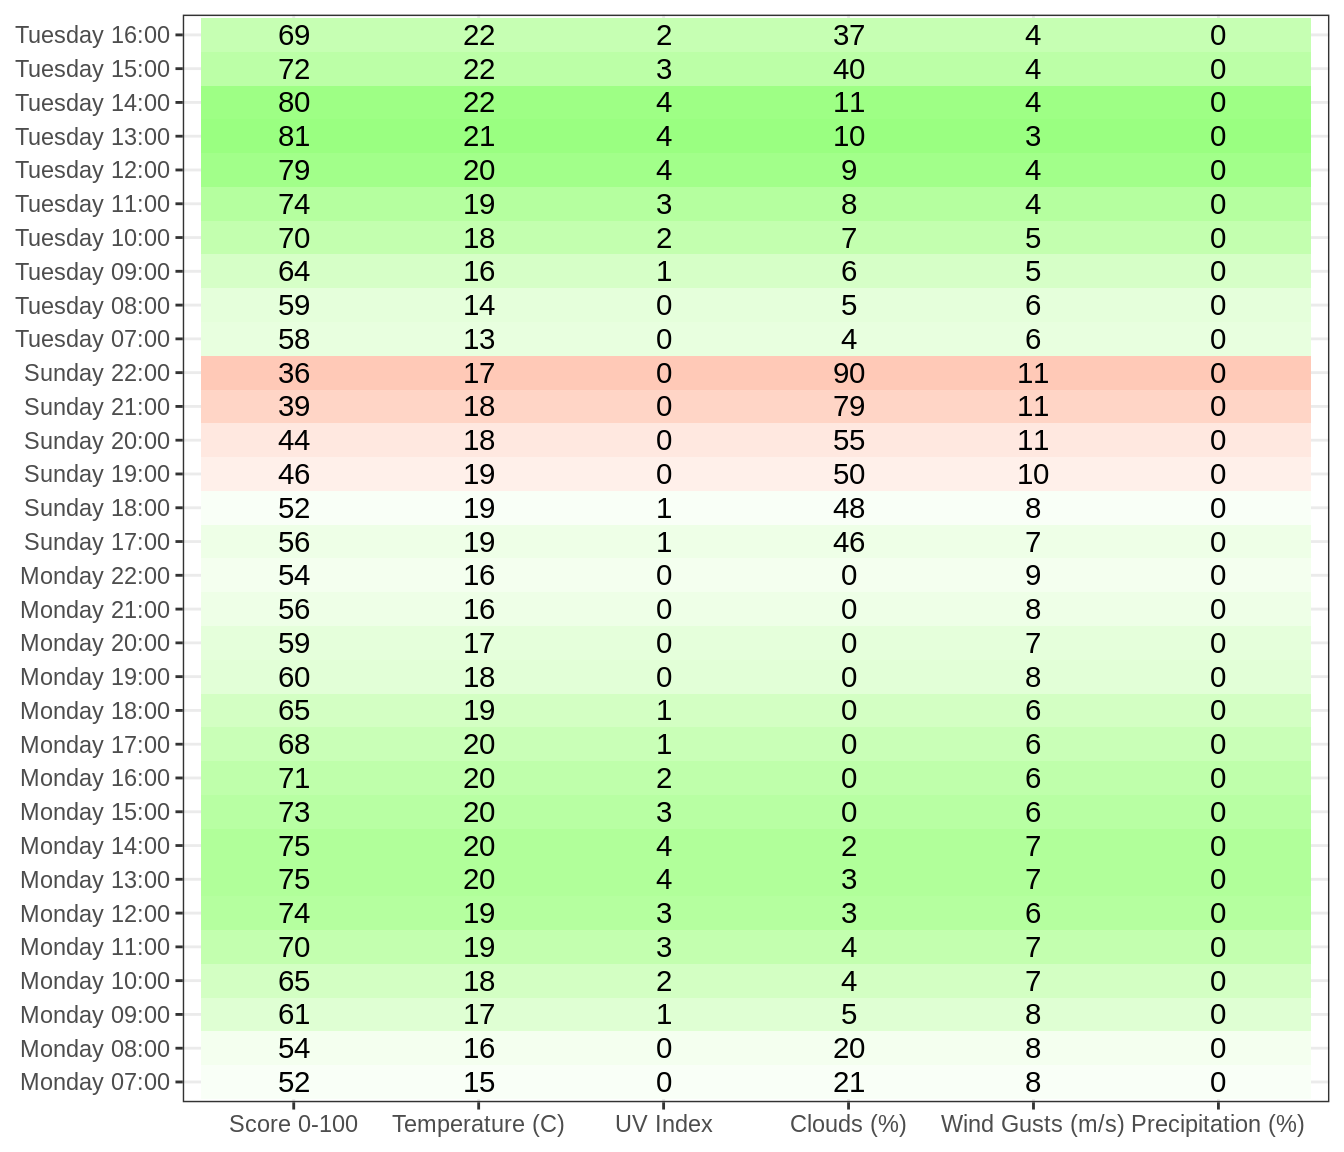 Tuesday 16:00 69 22 2 37 4 0
Tuesday 15:00 72 22 3 40 4 0
Tuesday 14:00 80 22 4 11 4 0
Tuesday 13:00 81 21 4 10 3 0
Tuesday 12:00 79 20 4 9 4 0
Tuesday 11:00 74 19 3 8 4 0
Tuesday 10:00 70 18 2 7 5 0
Tuesday 09:00 64 16 1 6 5 0
Tuesday 08:00 59 14 0 5 6 0
Tuesday 07:00 58 13 0 4 6 0
Sunday 22:00 36 17 0 90 11 0
Sunday 21:00 39 18 0 79 11 0
Sunday 20:00 44 18 0 55 11 0
Sunday 19:00 46 19 0 50 10 0
Sunday 18:00 52 19 1 48 8 0
Sunday 17:00 56 19 1 46 7 0
Monday 22:00 54 16 0 0 9 0
Monday 21:00 56 16 0 0 8 0
Monday 20:00 59 17 0 0 7 0
Monday 19:00 60 18 0 0 8 0
Monday 18:00 65 19 1 0 6 0
Monday 17:00 68 20 1 0 6 0
Monday 16:00 71 20 2 0 6 0
Monday 15:00 73 20 3 0 6 0
Monday 14:00 75 20 4 2 7 0
Monday 13:00 75 20 4 3 7 0
Monday 12:00 74 19 3 3 6 0
Monday 11:00 70 19 3 4 7 0
Monday 10:00 65 18 2 4 7 0
Monday 09:00 61 17 1 5 8 0
Monday 08:00 54 16 0 20 8 0
Monday 07:00 52 15 0 21 8 0
Score 0-100 Temperature (C) UV Index Clouds (%) Wind Gusts (m/s) Precipitation (%)